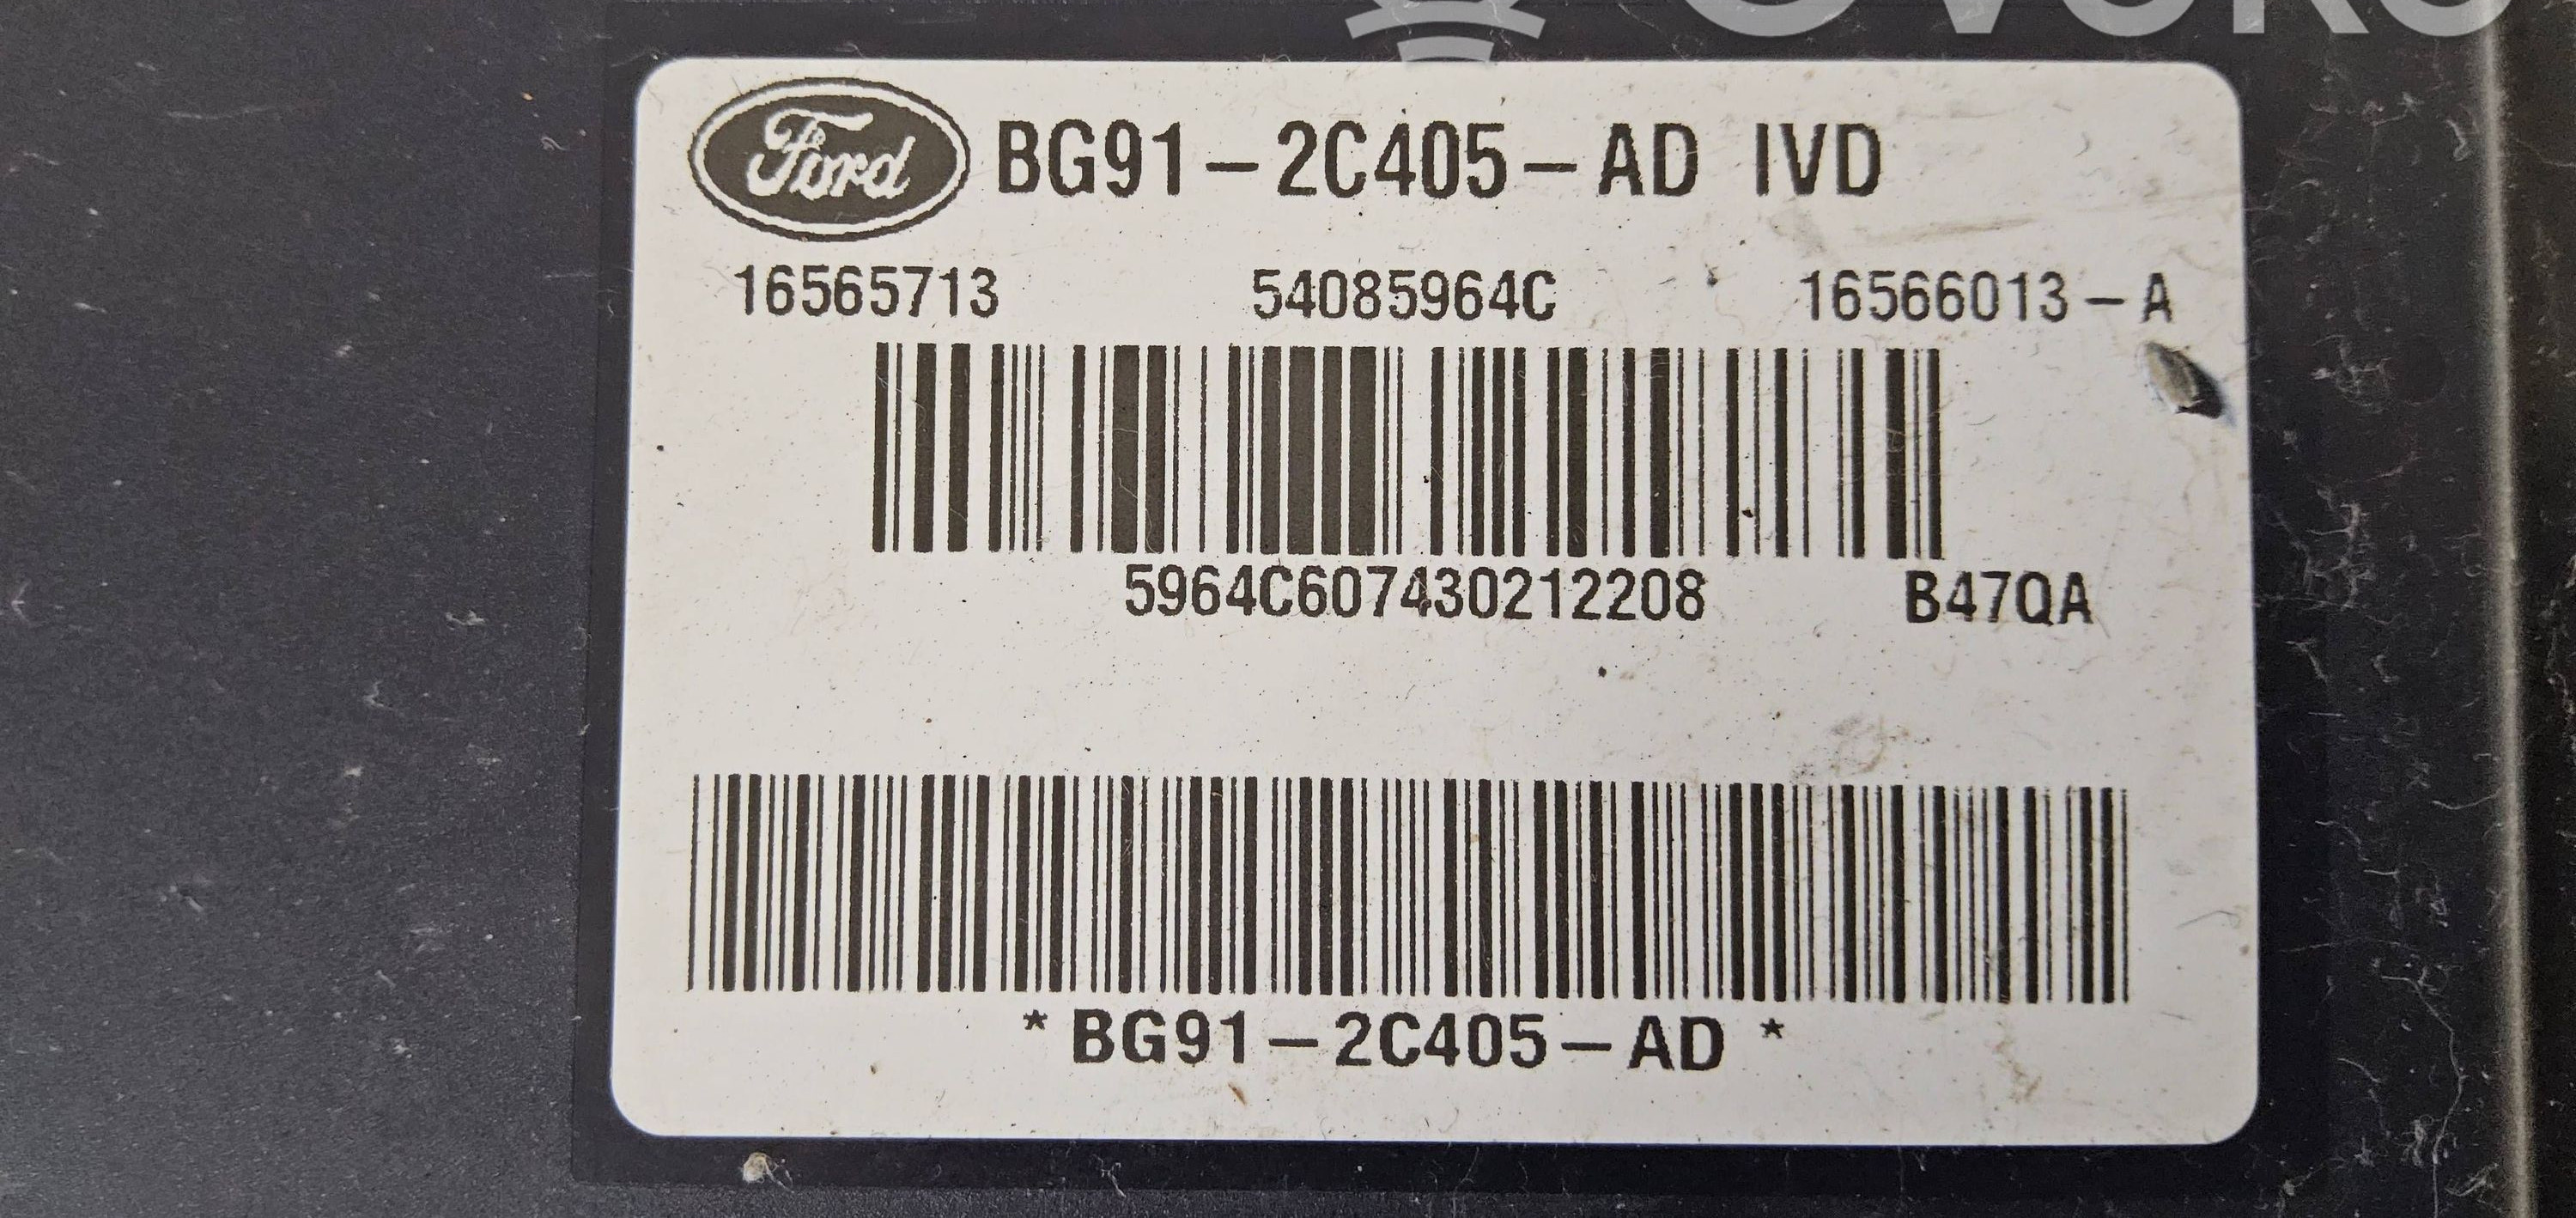 Ford BG91-2C405-AD IVD
16565713 54085964C 16566013-A
5964C607430212208 B47QA
*BG91-2C405-AD*